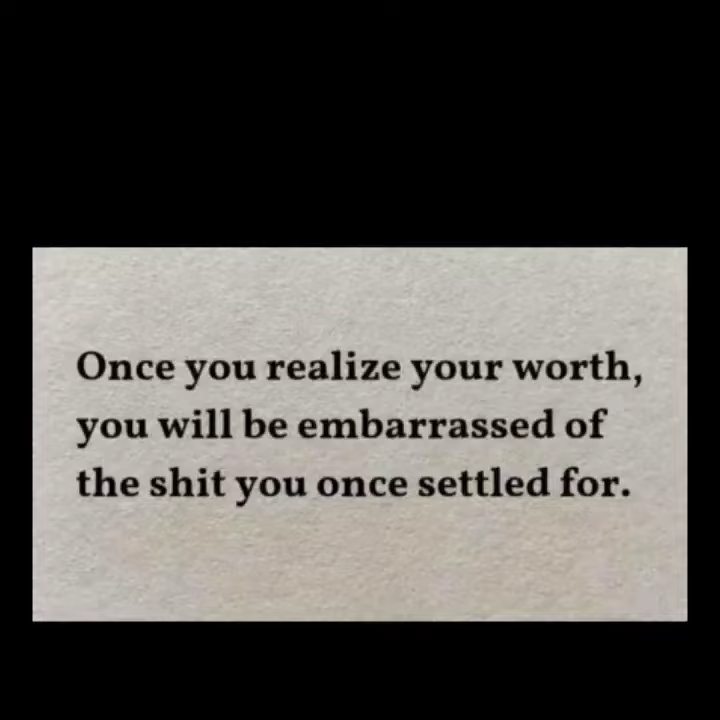 Once you realize your worth,
you will be embarrassed of
the shit you once settled for.